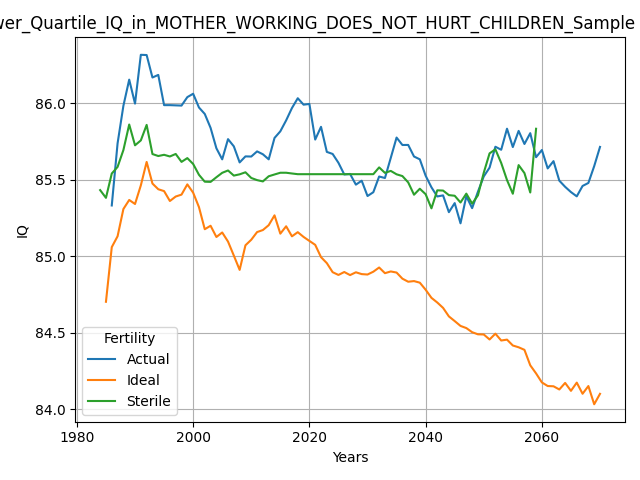 wer_Quartile_IQ_in_MOTHER_WORKING_DOES_NOT_HURT_CHILDREN_Sample
86.0
85.5
85.0
84.5
84.0
IQ
Fertility
Actual
Ideal
Sterile
1980
2000
2020
2040
2060
Years